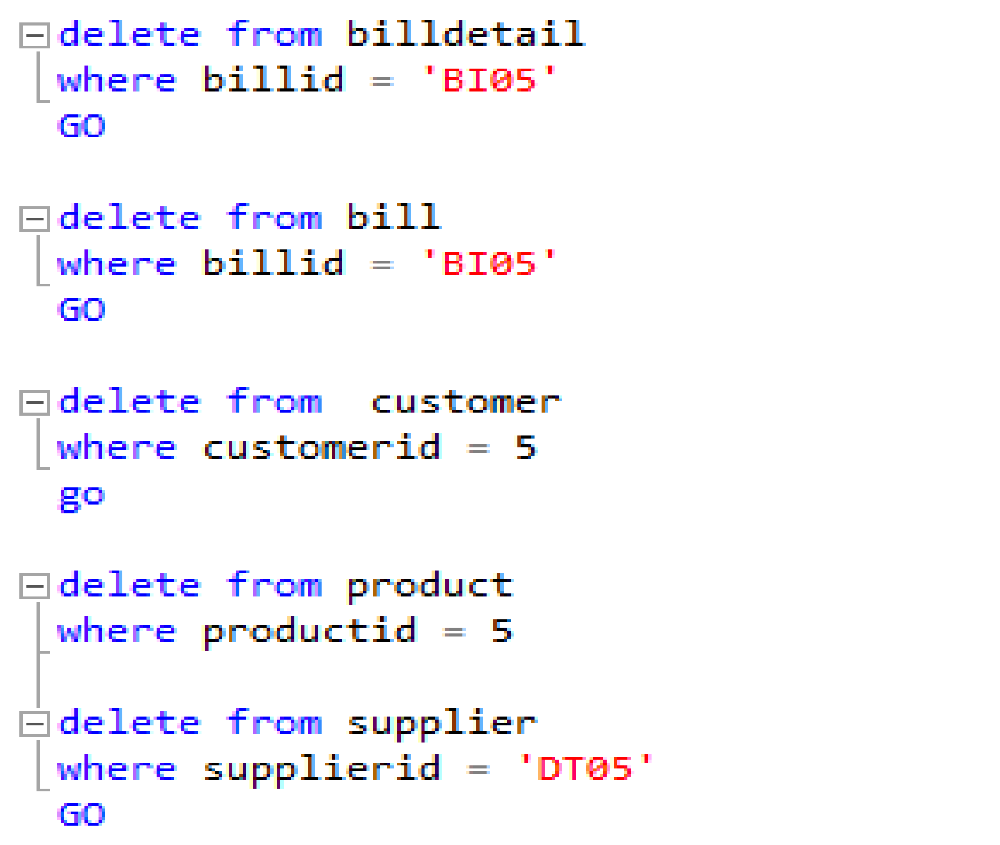 delete from billdetail
where billid = 'BI05'
GO
delete from bill
where billid = 'BI05'
GO
delete from  customer
where customerid = 5
go
delete from product
where productid = 5
delete from supplier
where supplierid = 'DT05'
GO